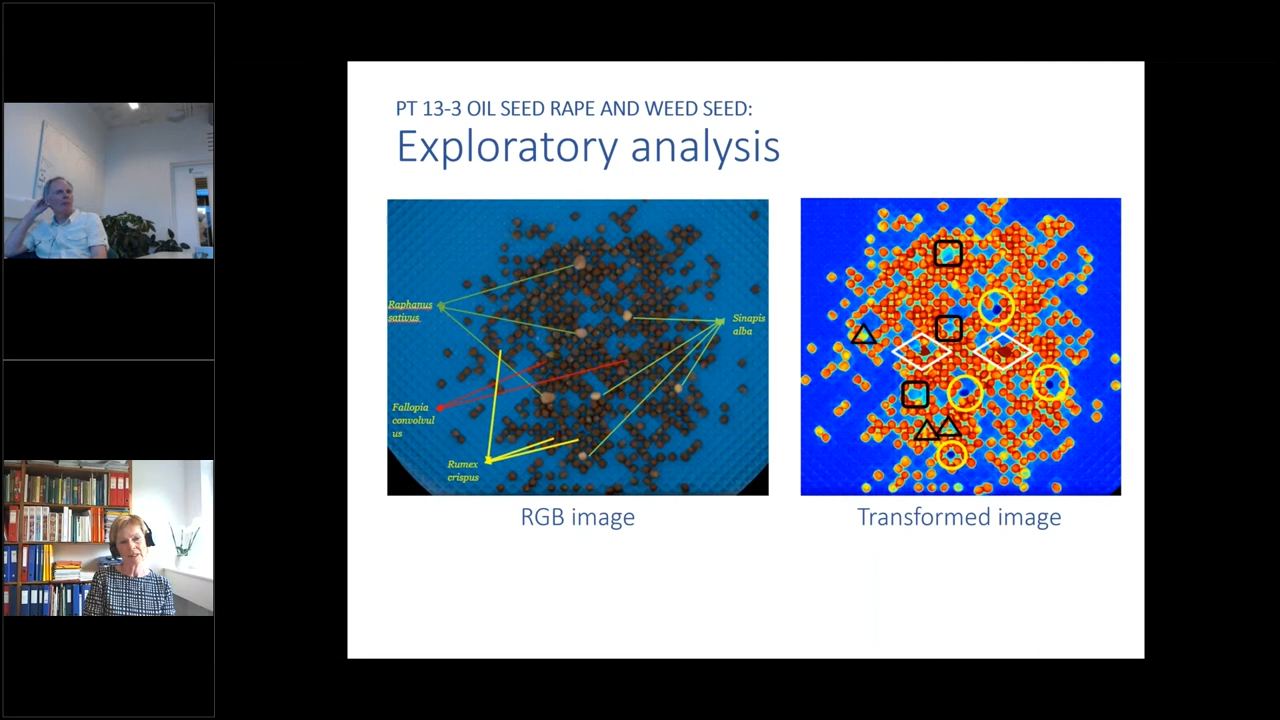 PT 13-3 OIL SEED RAPE AND WEED SEED:
Exploratory analysis
Raphanus
sativus
Sinapis
alba
Fallopia
convolvul
us
Rumex
crispus
RGB image
Transformed image